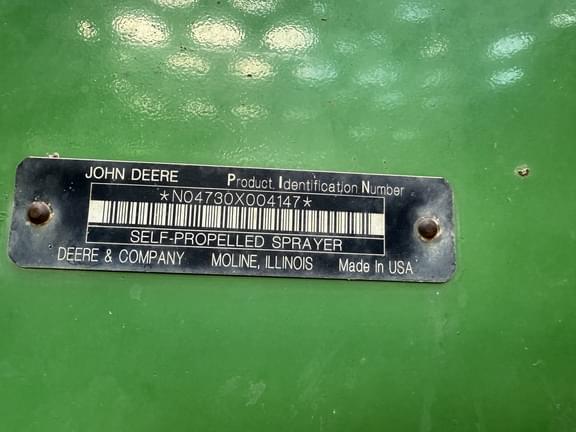 JOHN DEERE Product Identification Number
*N04730X004147*
SELF-PROPELLED SPRAYER
DEERE & COMPANY MOLINE, ILLINOIS Made In USA